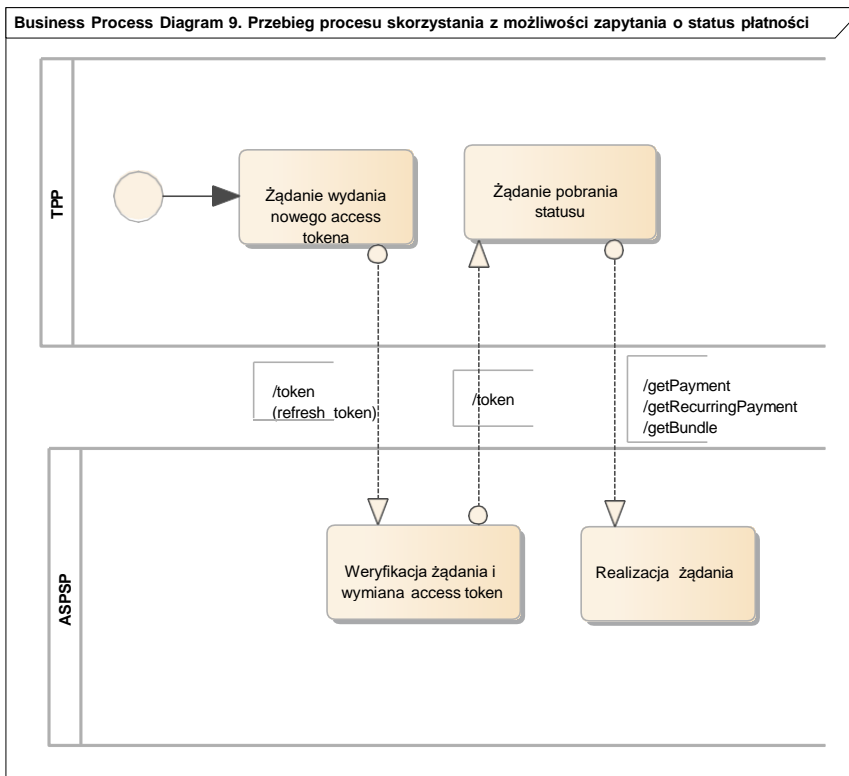 Business Process Diagram 9. Przebieg procesu skorzystania z możliwości zapytania o status płatności
TPP
Żądanie wydania
nowego access
tokena
Żądanie pobrania
statusu
/token
(refresh_token)
/token
/getPayment
/getRecurringPayment
/getBundle
ASPSP
Weryfikacja żądania i
wymiana access token
Realizacja żądania